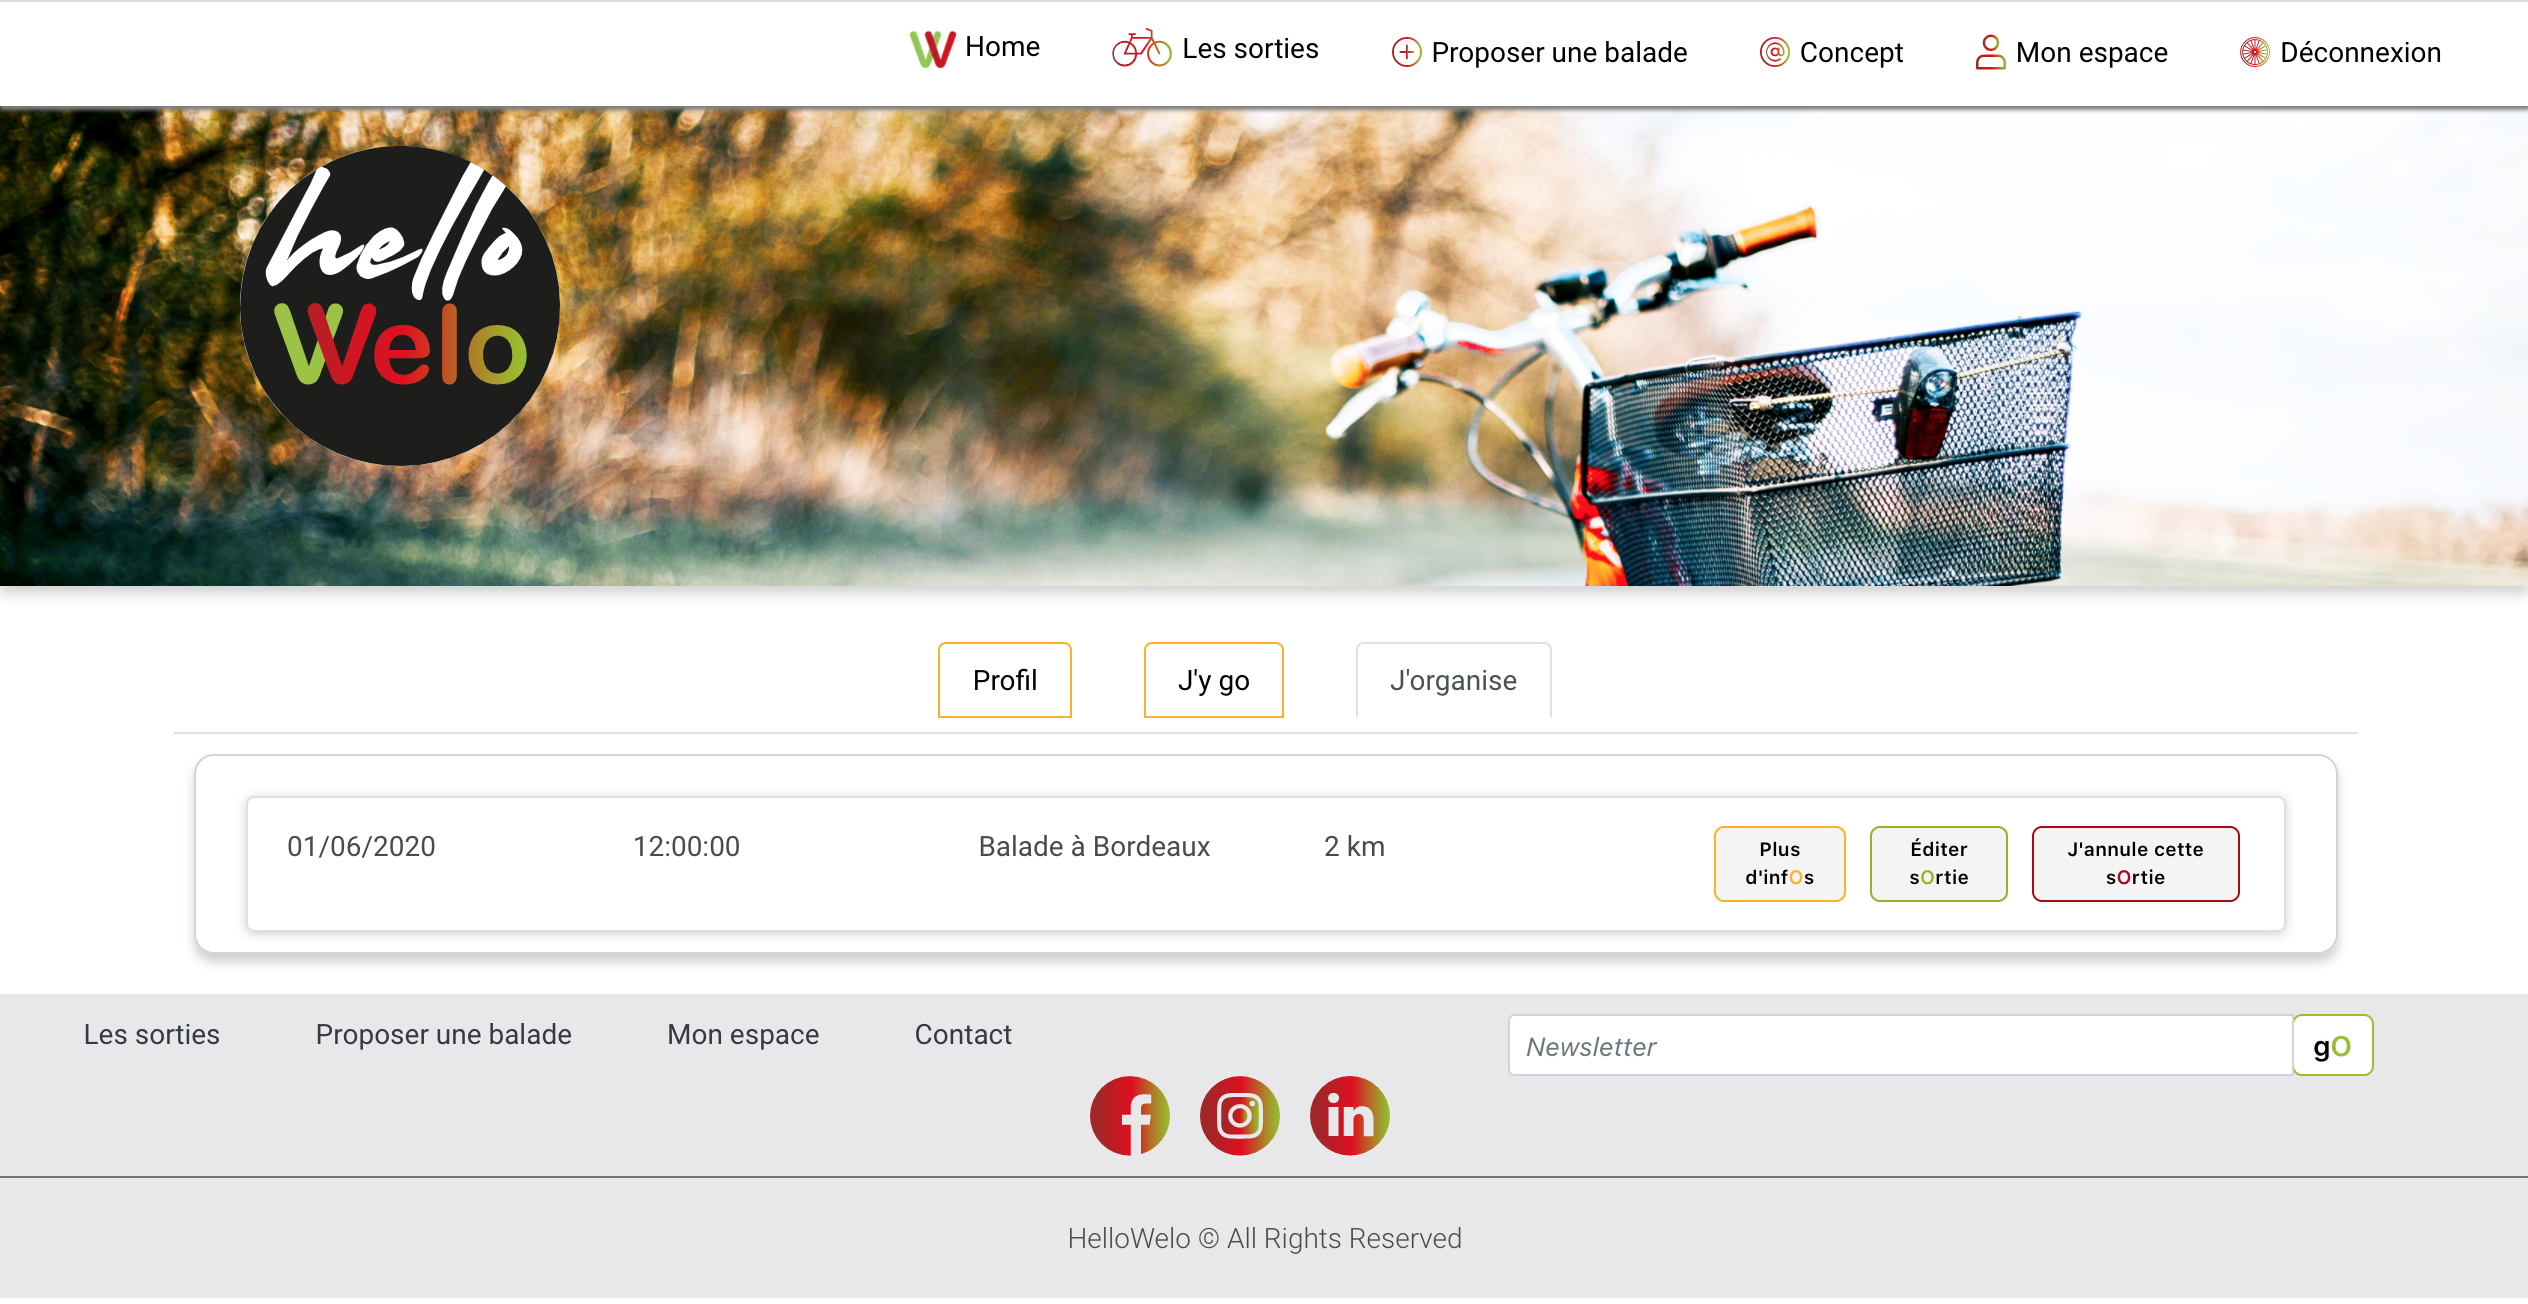 Home
Les sorties
Proposer une balade
Concept
Mon espace
Déconnexion
hello
Welo
Profil
J'y go
J'organise
01/06/2020
12:00:00
Balade à Bordeaux
2 km
Plus
d'infOs
Éditer
sOrtie
J'annule cette
sOrtie
Les sorties
Proposer une balade
Mon espace
Contact
Newsletter
gO
HelloWelo © All Rights Reserved